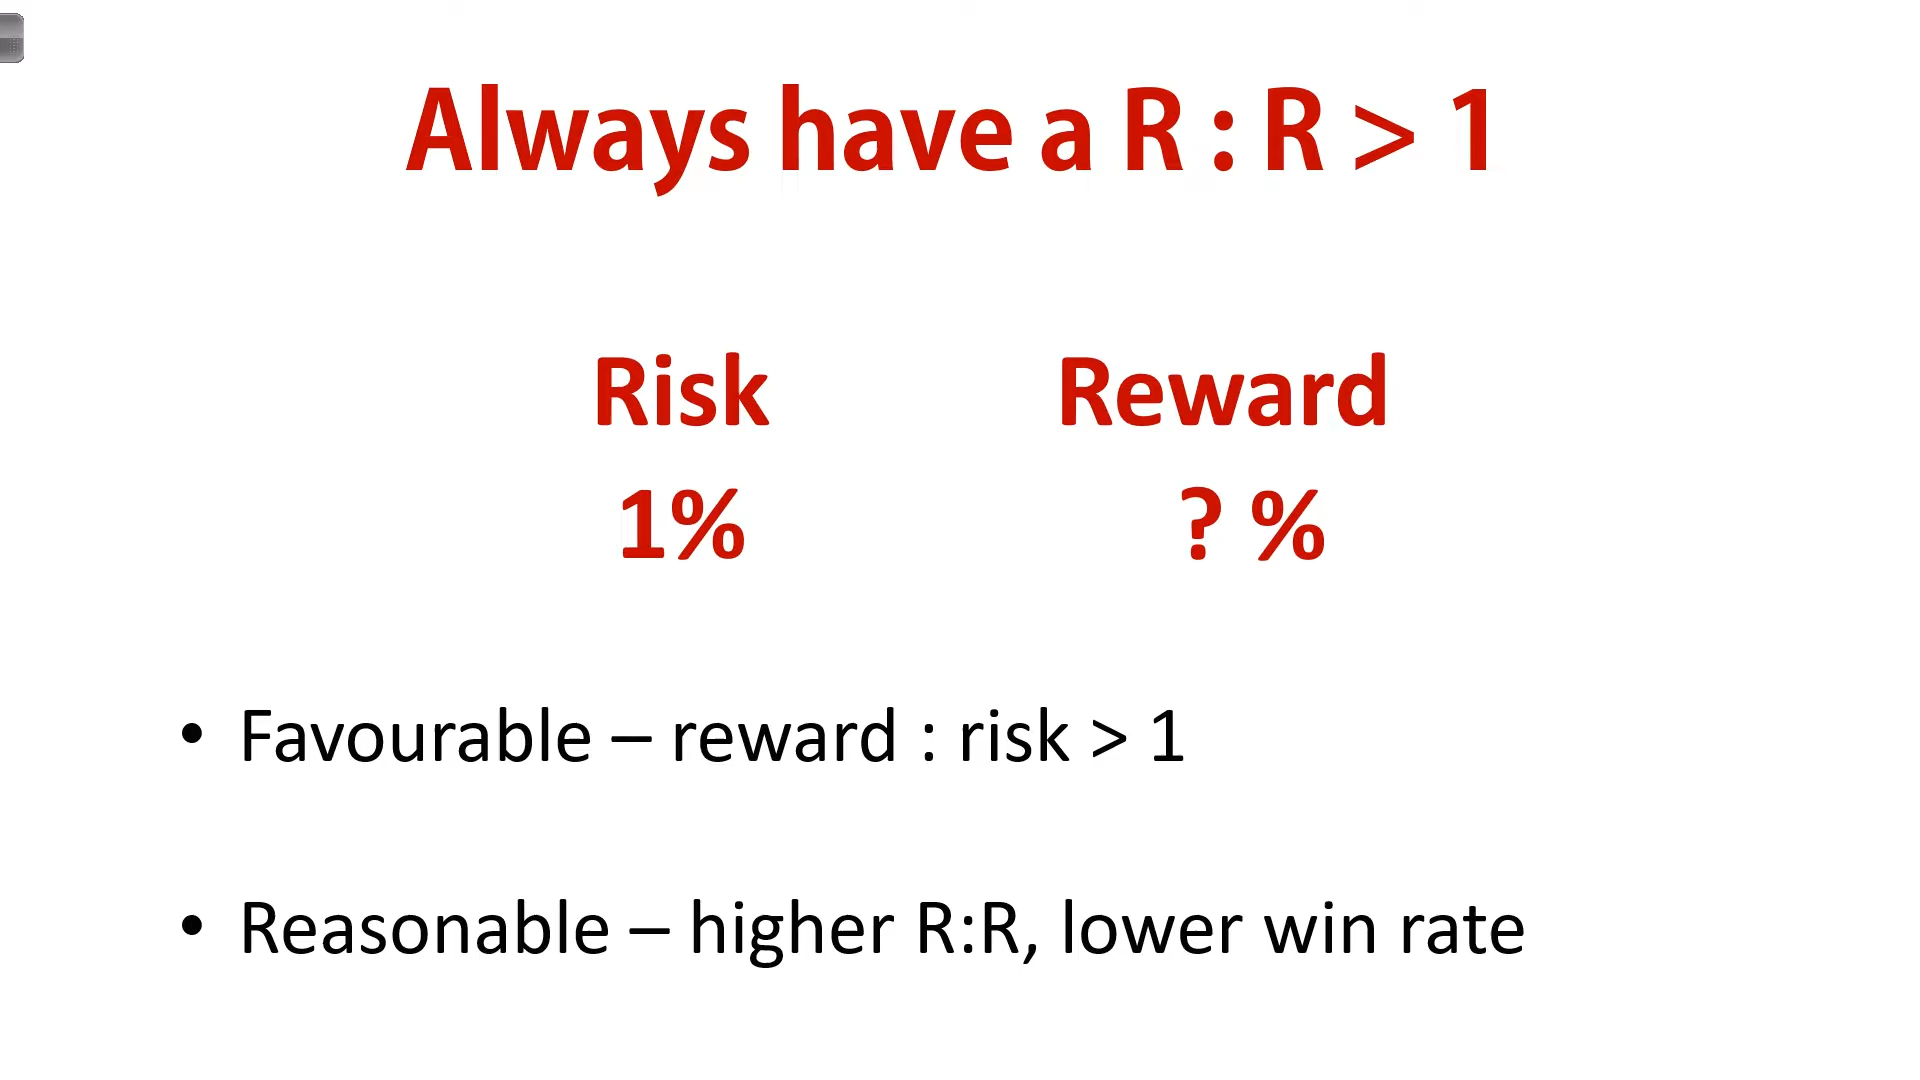 Always have a R : R > 1
Risk Reward
1% ? %
• Favourable – reward : risk > 1
• Reasonable – higher R:R, lower win rate